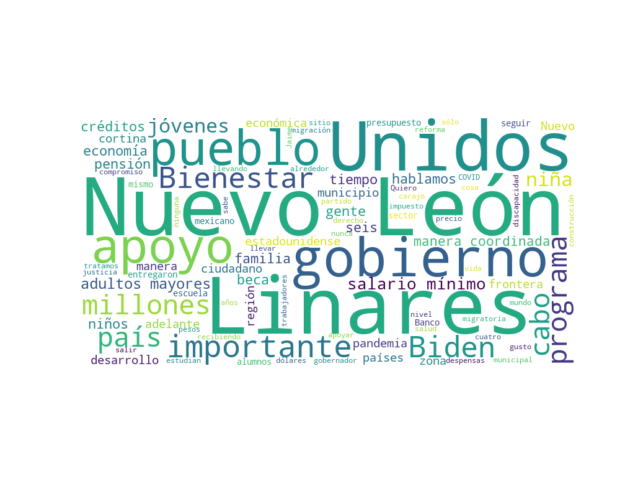 créditos jóvenes económica sitio presupuesto sólo seguir Nuevo
cortina migración reforma
economía pueblo Jaime Unidos
pensión llevando alrededor
compromiso Bienestar tiempo hablamos COVID cosa niña
mismo municipio Quiero carajo discapacidad
Nuevo León
ninguna sabe gente partido impuesto sector precio construcción
mexicano derecho seis
apoyo nunca
estadounidense manera coordinada
llevar
tratamos manera ciudadano familia gobierno vida
justicia entregaron beca salario mínimo frontera programa
adultos mayores escuela región trabajadores mundo
millones años Linares cabo
niños adelante pesos nivel migratoria
país recibiendo apoyar Banco salud
salir importante pandemia Biden cuatro gusto
desarrollo estudian alumnos dólares gobernador países zona despensas municipal